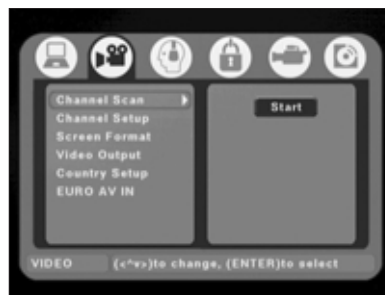 Channel Scan
Start
Channel Setup
Screen Format
Video Output
Country Setup
EURO AV IN
VIDEO (<^v>)to change, (ENTER)to select